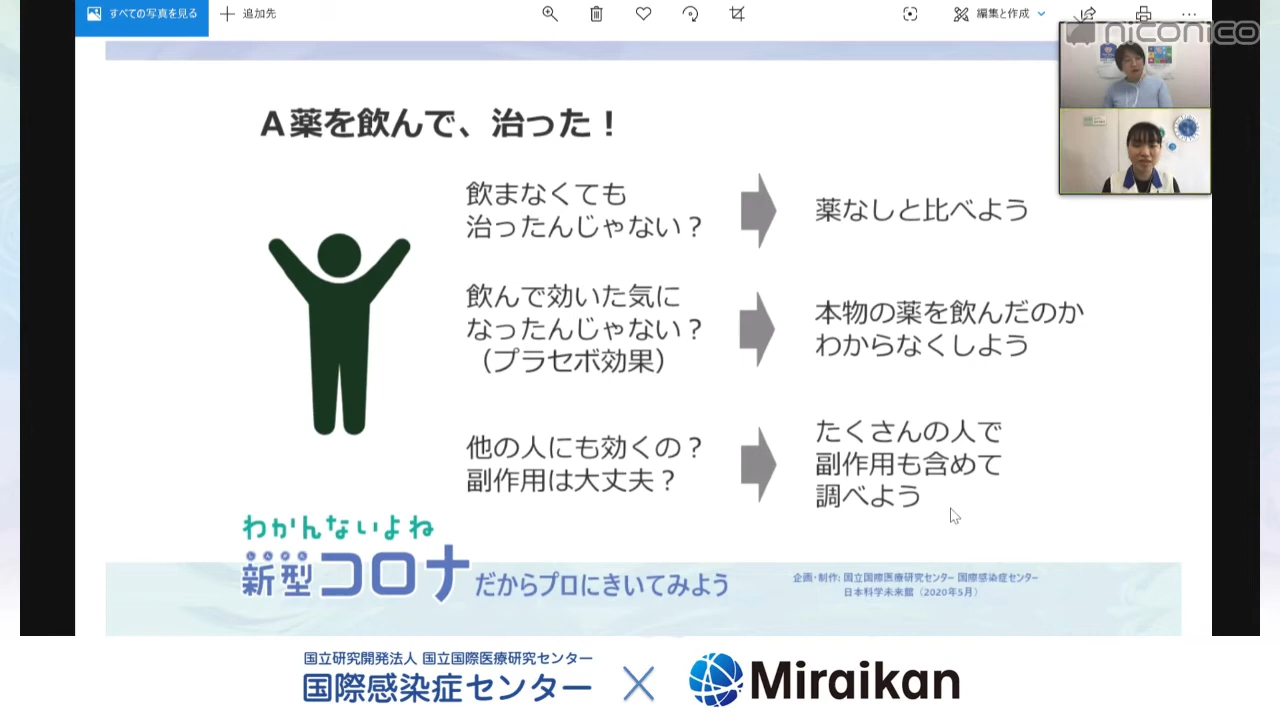 すべての写真を見る
追加先
編集と作成
niconico
A薬を飲んで、治った！
飲まなくても
治ったんじゃない？
薬なしと比べよう
飲んで効いた気に
なったんじゃない？
（プラセボ効果）
本物の薬を飲んだのか
わからなくしよう
他の人にも効くの？
副作用は大丈夫？
たくさんの人で
副作用も含めて
調べよう
わかんないよね
しんがた
新型コロナ だからプロにきいてみよう
企画・制作: 国立国際医療研究センター 国際感染症センター
日本科学未来館（2020年5月）
国立研究開発法人 国立国際医療研究センター
国際感染症センター × Miraikan